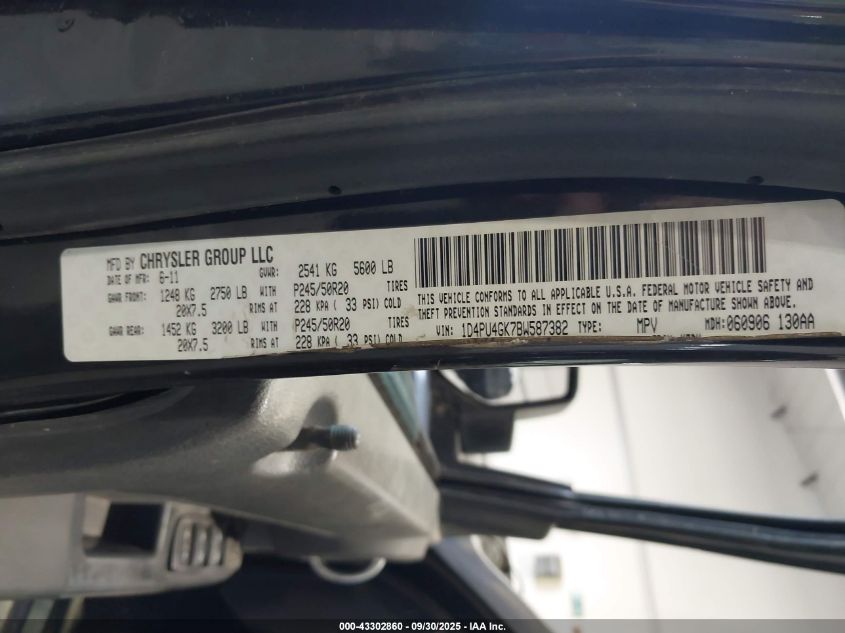 MFD BY CHRYSLER GROUP LLC
DATE OF MFR: 6-11 GVWR: 2541 KG 5600 LB
GAWR FRONT: 1248 KG 2750 LB WITH P245/50R20 TIRES
20X7.5 RIMS AT 228 KPA ( 33 PSI) COLD
GAWR REAR: 1452 KG 3200 LB WITH P245/50R20 TIRES
20X7.5 RIMS AT 228 KPA ( 33 PSI) COLD
THIS VEHICLE CONFORMS TO ALL APPLICABLE U.S.A. FEDERAL MOTOR VEHICLE SAFETY AND
THEFT PREVENTION STANDARDS IN EFFECT ON THE DATE OF MANUFACTURE SHOWN ABOVE.
VIN: 1D4PU4GK7BW587382 TYPE: MPV MDH: 060906 130AA
000-43302860 - 09/30/2025 - IAA Inc.